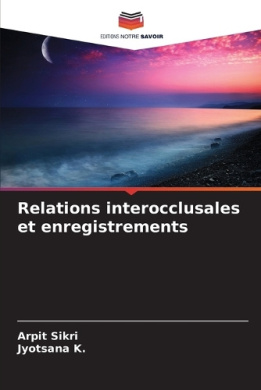 EDITIONS NOTRE SAVOIR
Relations interocclusales
et enregistrements
Arpit Sikri
Jyotsana K.